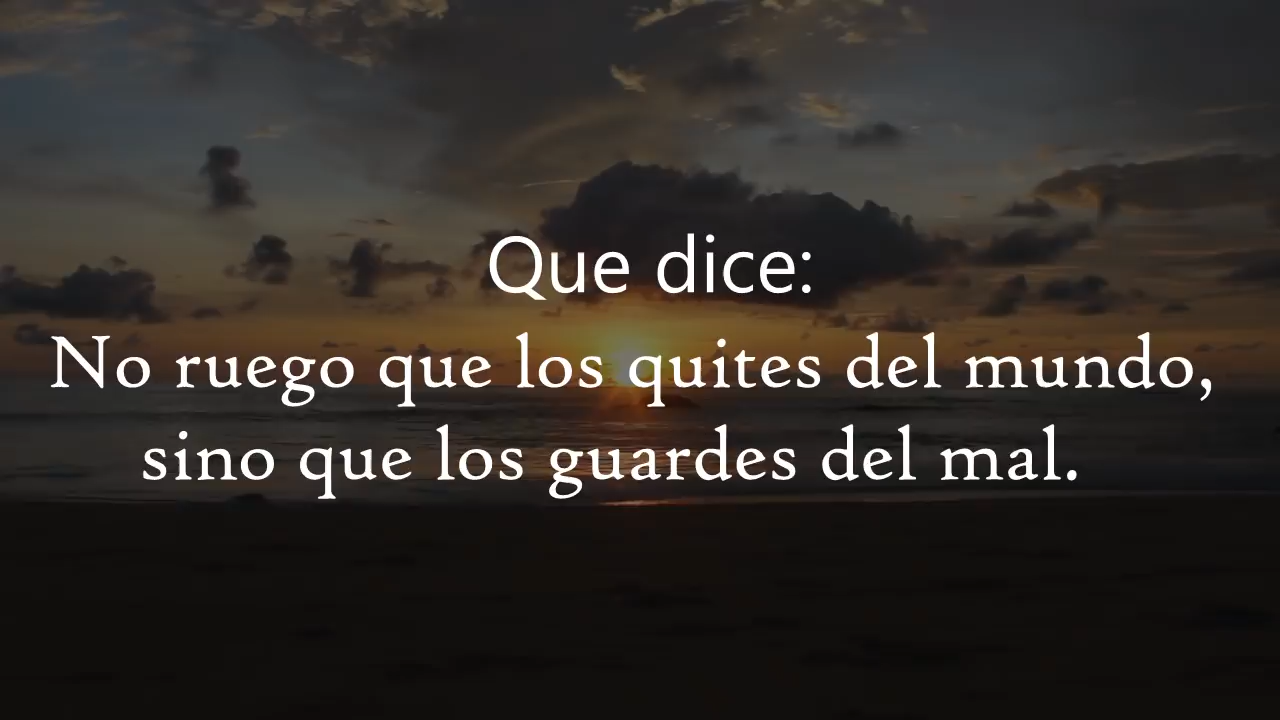 Que dice:
No ruego que los quites del mundo,
sino que los guardes del mal.